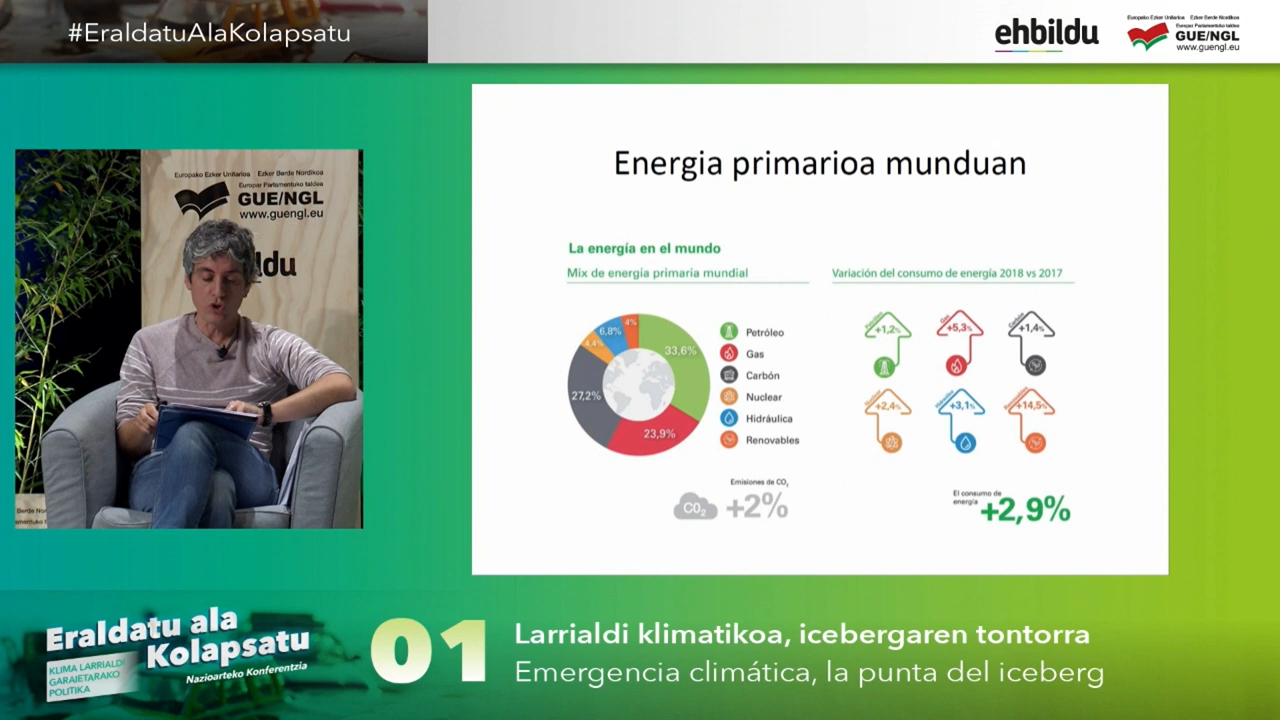 #EraldatuAlaKolapsatu
ehbildu
Europako Ezker Unitarioa Ezker Berde Nordikoa
Europar Parlamentuko taldea
GUE/NGL
www.guengl.eu
Europako Ezker Unitarioa Ezker Berde Nordikoa
Europar Parlamentuko taldea
GUE/NGL
www.guengl.eu
Energia primarioa munduan
La energía en el mundo
Mix de energía primaria mundial
Variación del consumo de energía 2018 vs 2017
33,6%
23,9%
27,2%
4,4%
6,8%
4%
Petróleo
Gas
Carbón
Nuclear
Hidráulica
Renovables
+1,2%
Gas
+5,3%
+1,4%
+2,4%
+3,1%
+14,5%
Emisiones de CO2
CO2 +2%
El consumo de
energía
+2,9%
Eraldatu ala
Kolapsatu
Nazioarteko Konferentzia
KLIMA LARRIALDI
GARAIETARAKO
POLITIKA
01
Larrialdi klimatikoa, icebergaren tontorra
Emergencia climática, la punta del iceberg